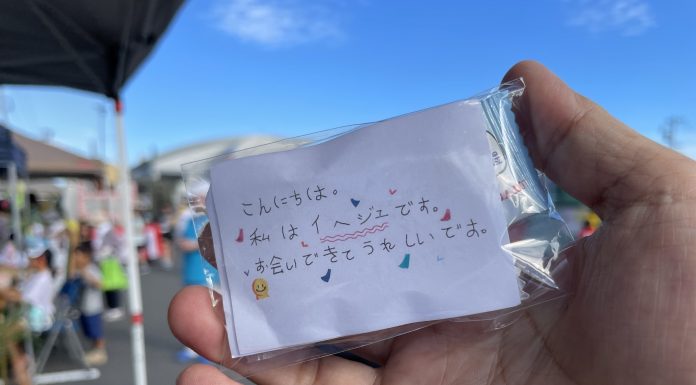 こんにちは。
私は イ ヘジェ です。
お会いできてうれしいです。